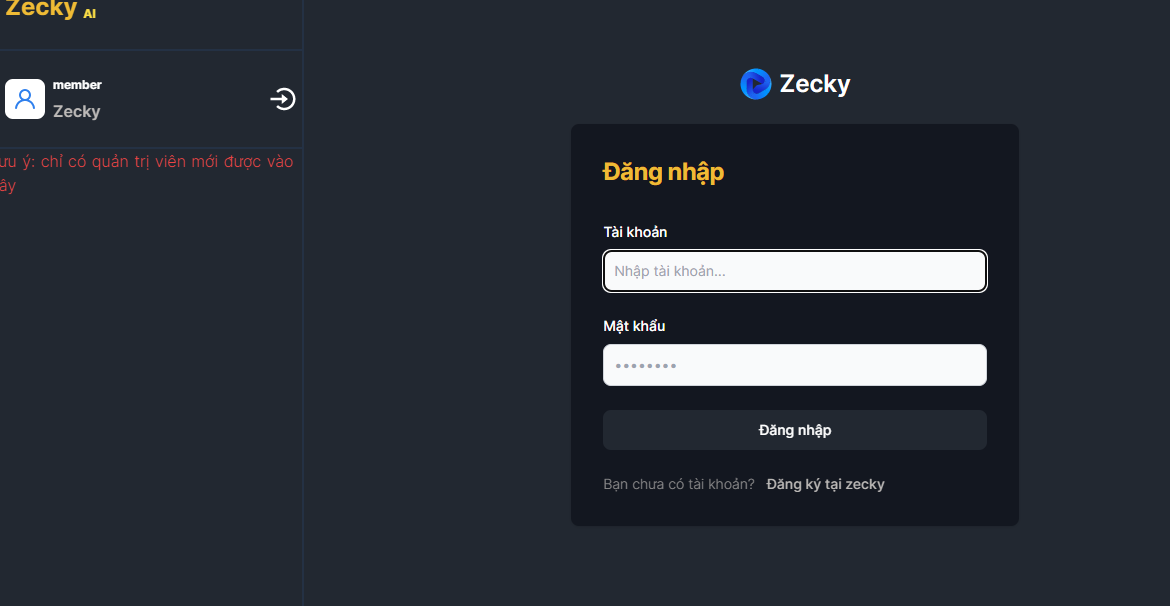 Zecky AI
member
Zecky
ưu ý: chỉ có quản trị viên mới được vào
ây
Zecky
Đăng nhập
Tài khoản
Nhập tài khoản...
Mật khẩu
••••••••
Đăng nhập
Bạn chưa có tài khoản? Đăng ký tại zecky